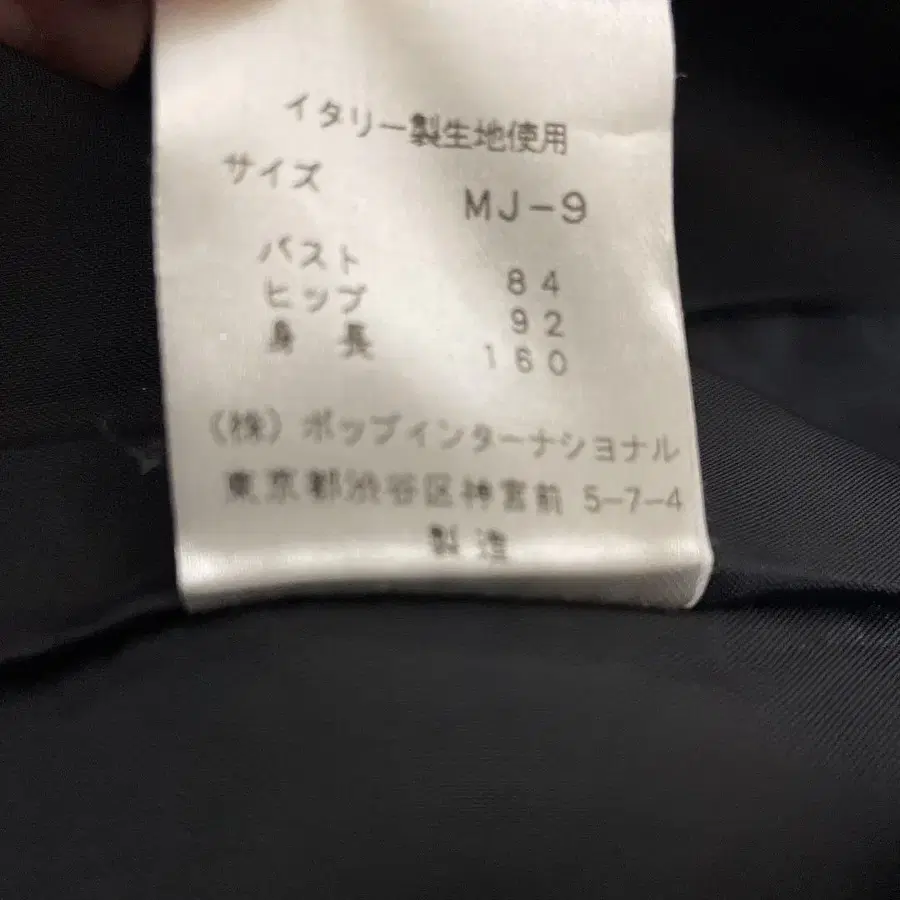 イタリー製生地使用
サイズ MJ-9
バスト 84
ヒップ 92
身長 160
(株)ポップインターナショナル
東京都渋谷区神宮前 5-7-4
製造